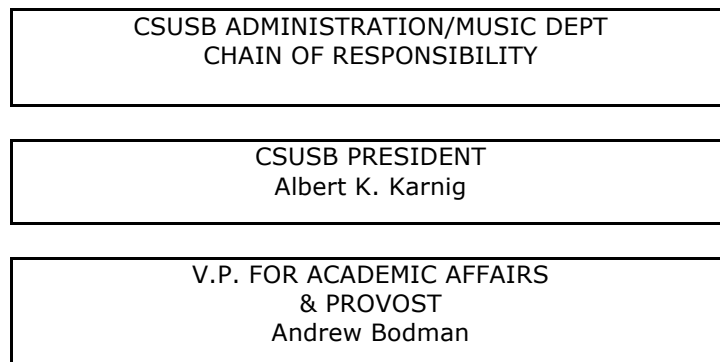 CSUSB ADMINISTRATION/MUSIC DEPT
CHAIN OF RESPONSIBILITY
CSUSB PRESIDENT
Albert K. Karnig
V.P. FOR ACADEMIC AFFAIRS
& PROVOST
Andrew Bodman